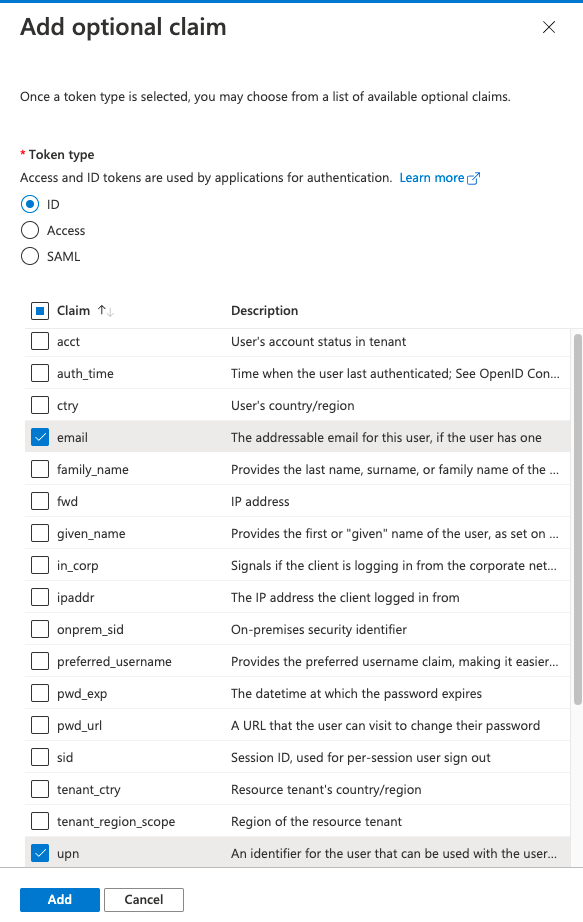 Add optional claim
Once a token type is selected, you may choose from a list of available optional claims.
* Token type
Access and ID tokens are used by applications for authentication. Learn more
ID
Access
SAML
Claim Description
acct User's account status in tenant
auth_time Time when the user last authenticated; See OpenID Con...
ctry User's country/region
email The addressable email for this user, if the user has one
family_name Provides the last name, surname, or family name of the ...
fwd IP address
given_name Provides the first or "given" name of the user, as set on ...
in_corp Signals if the client is logging in from the corporate net...
ipaddr The IP address the client logged in from
onprem_sid On-premises security identifier
preferred_username Provides the preferred username claim, making it easier...
pwd_exp The datetime at which the password expires
pwd_url A URL that the user can visit to change their password
sid Session ID, used for per-session user sign out
tenant_ctry Resource tenant's country/region
tenant_region_scope Region of the resource tenant
upn An identifier for the user that can be used with the user...
Add Cancel